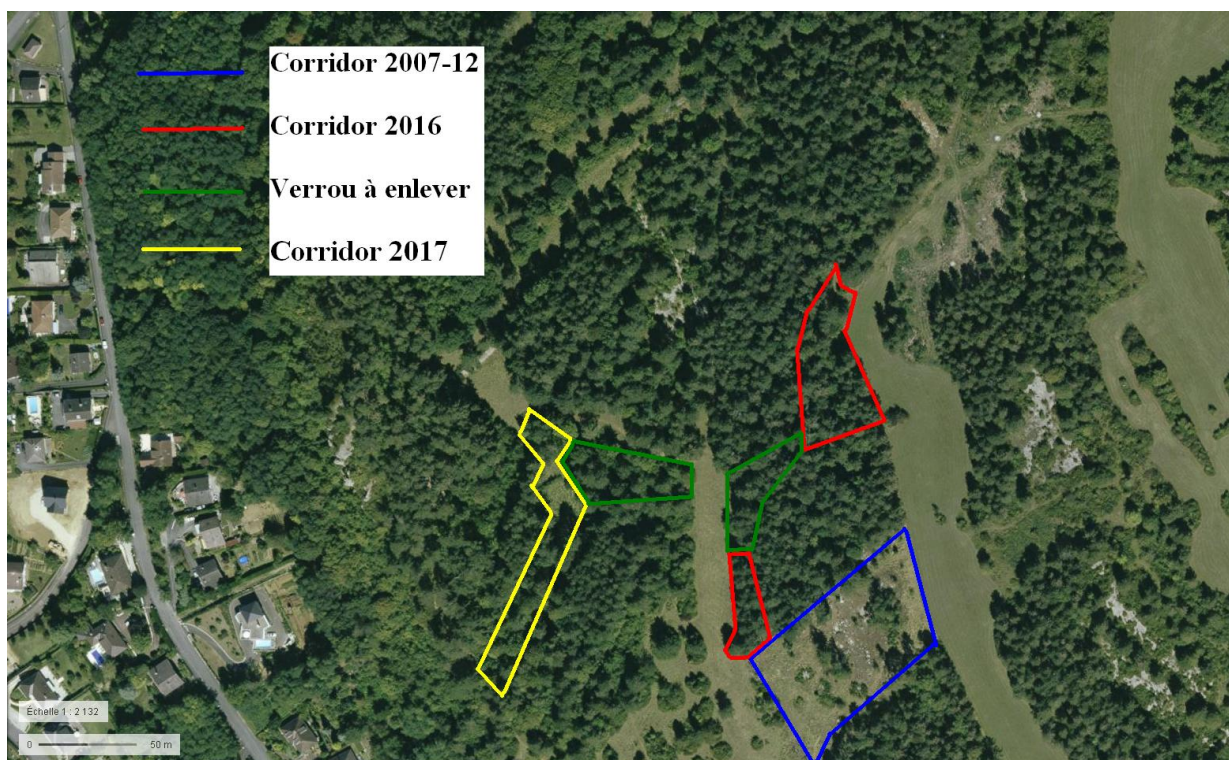 Corridor 2007-12
Corridor 2016
Verrou à enlever
Corridor 2017
Échelle 1 : 2 132
0 50 m